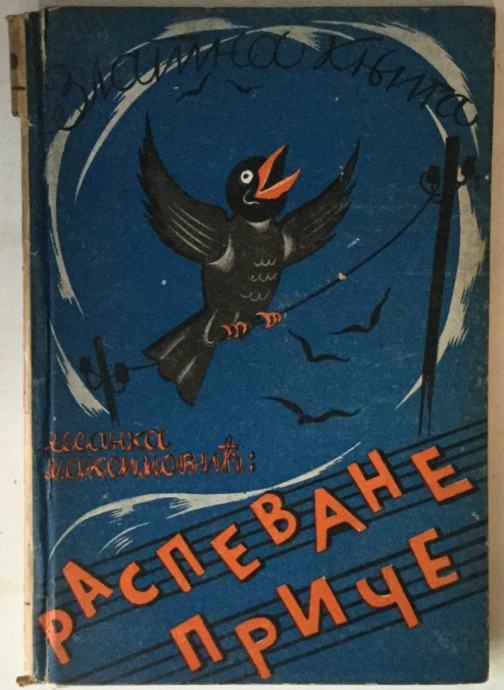 Златна књига
десанка
максимовић:
РАСПЕВАНЕ
ПРИЧЕ